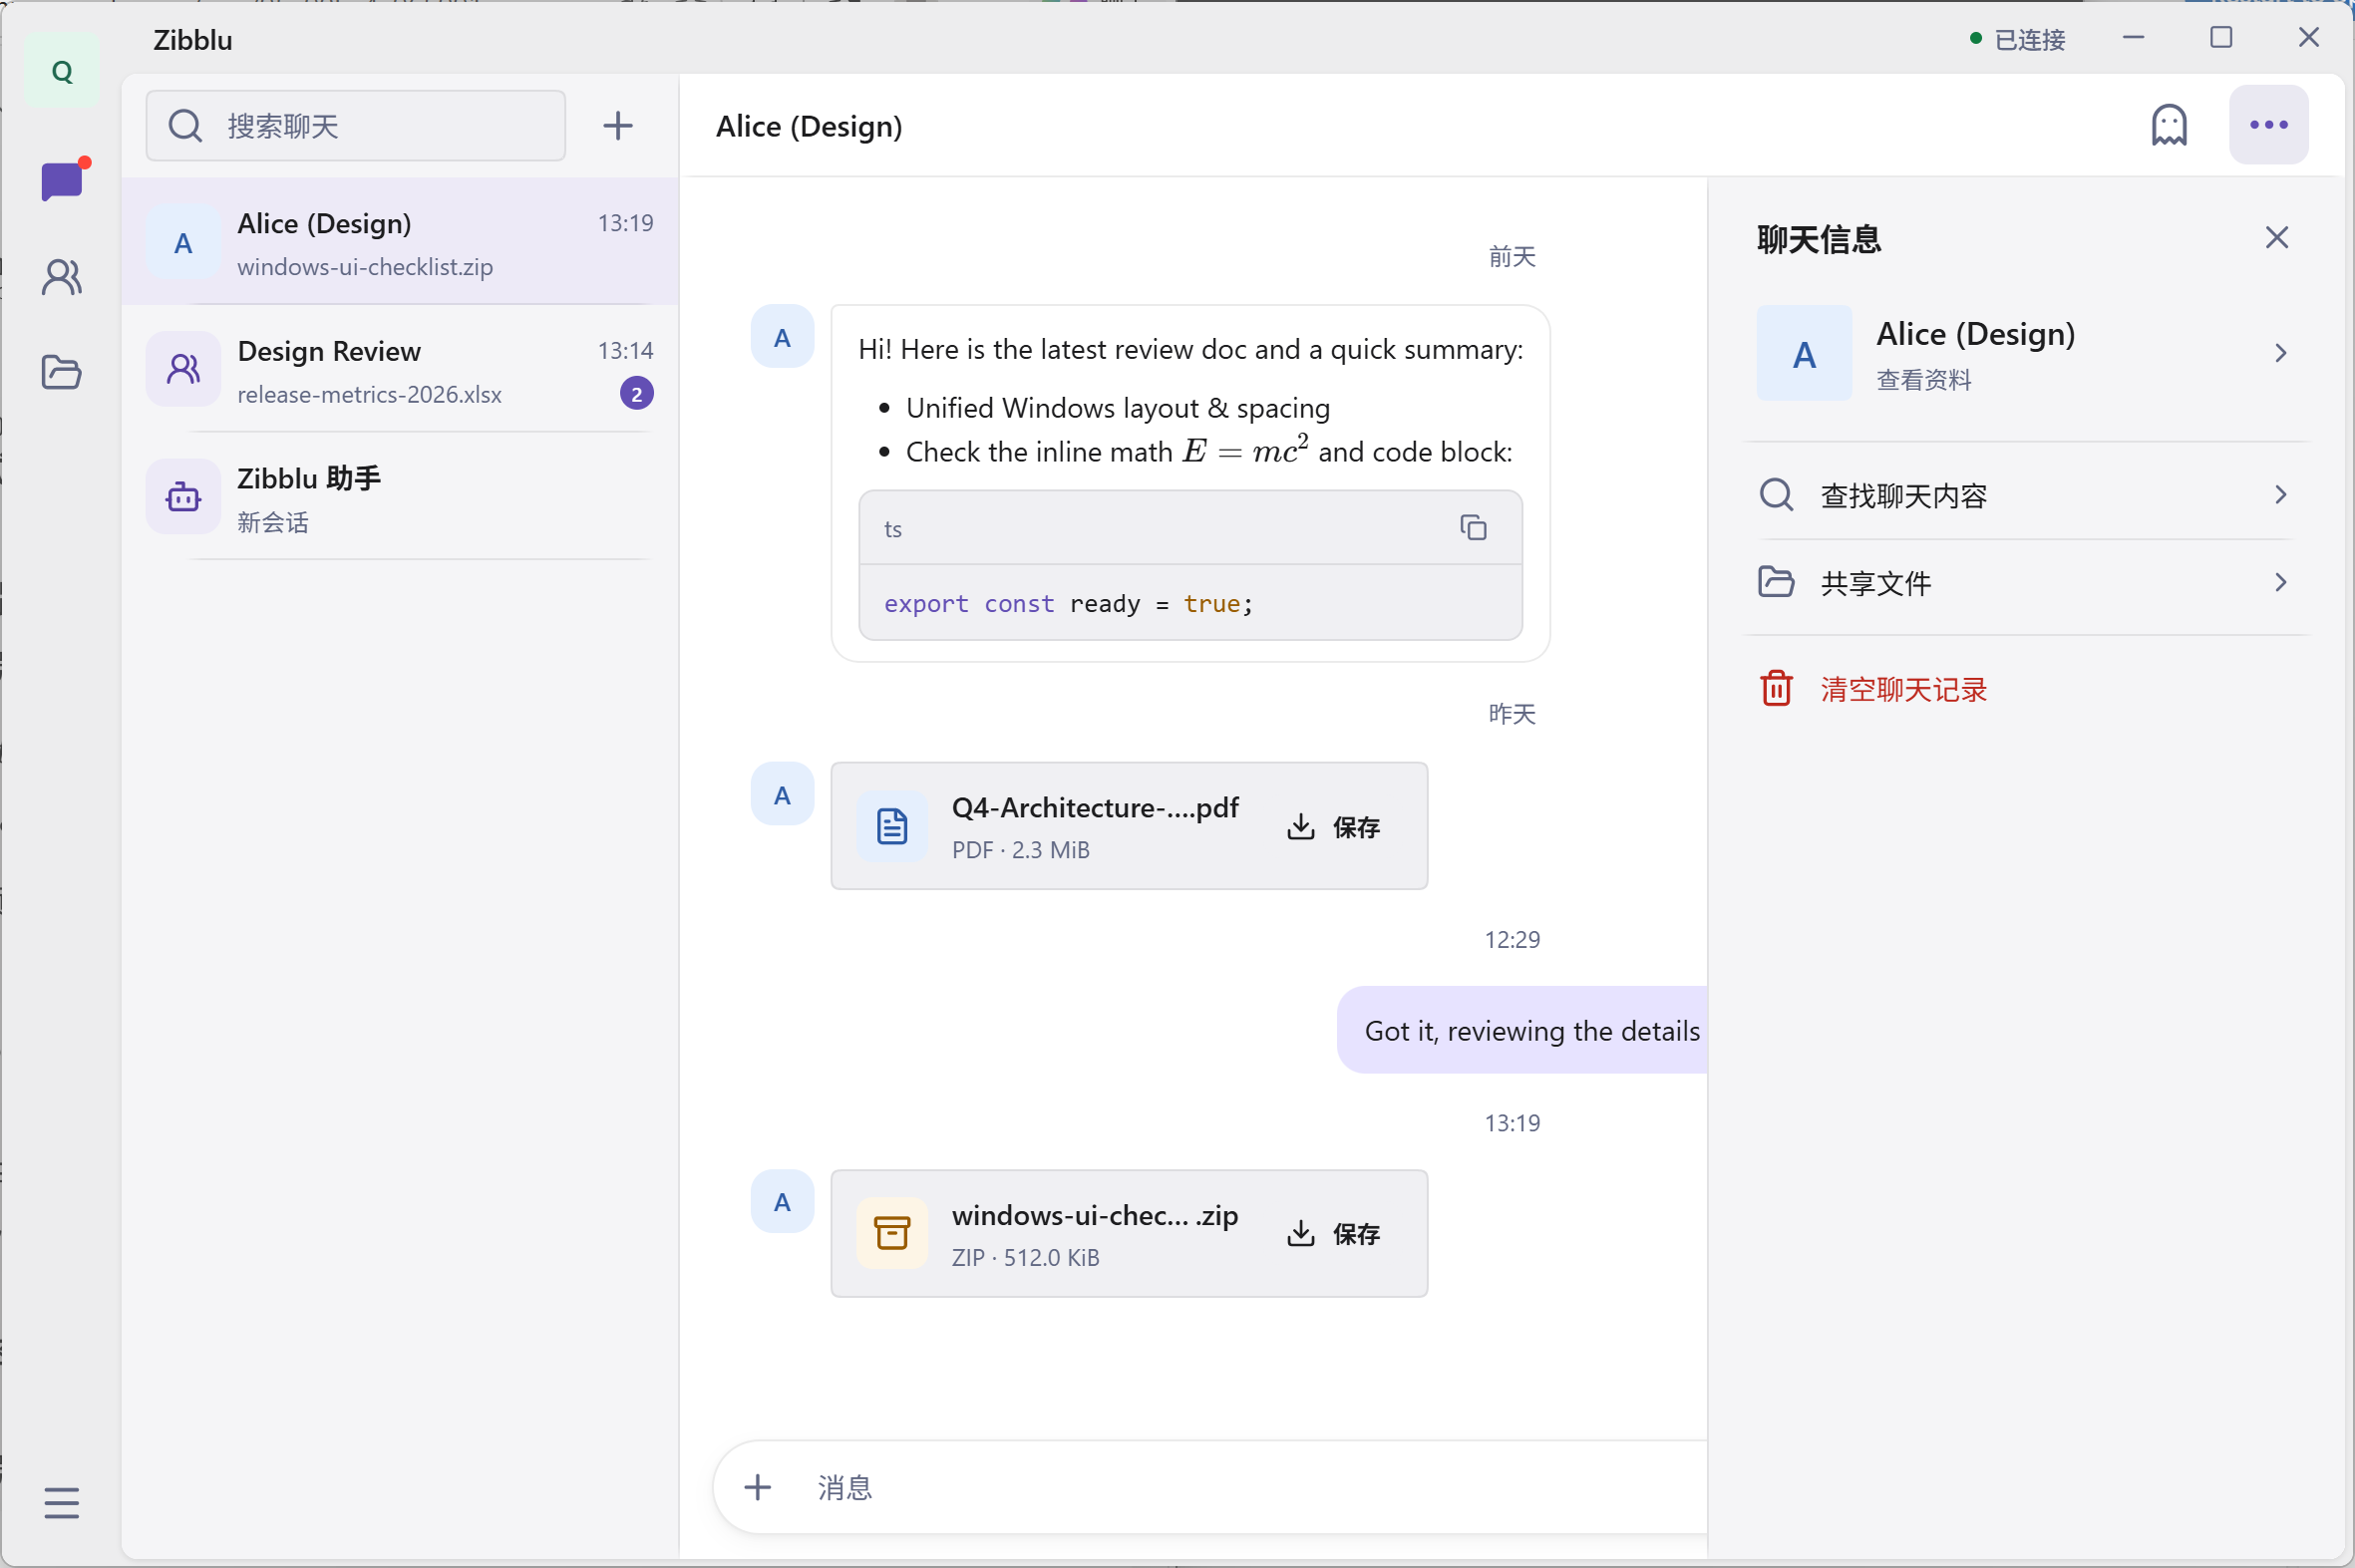 Zibblu
已连接
Q
搜索聊天
A
Alice (Design)
13:19
windows-ui-checklist.zip
Design Review
13:14
release-metrics-2026.xlsx
2
Zibblu 助手
新会话
Alice (Design)
前天
A
Hi! Here is the latest review doc and a quick summary:
• Unified Windows layout & spacing
• Check the inline math E = mc² and code block:
ts
export const ready = true;
昨天
A
Q4-Architecture-....pdf
PDF · 2.3 MiB
保存
12:29
Got it, reviewing the details
13:19
A
windows-ui-chec... .zip
ZIP · 512.0 KiB
保存
消息
聊天信息
A
Alice (Design)
查看资料
查找聊天内容
共享文件
清空聊天记录